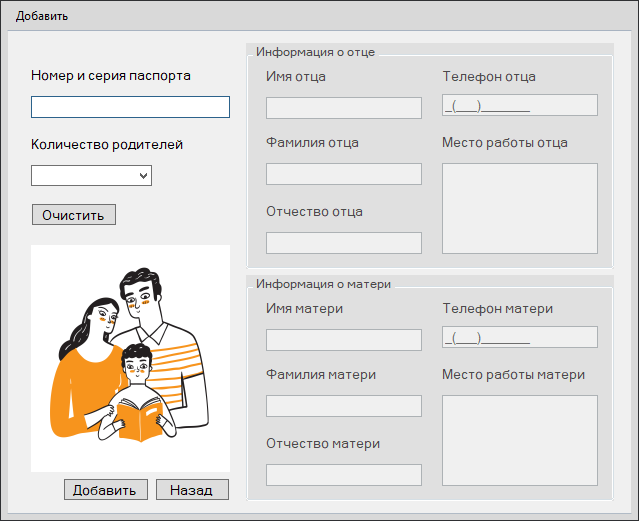 Добавить
Номер и серия паспорта
Количество родителей
Очистить
Добавить
Назад
Информация о отце
Имя отца
Телефон отца
_(___)_______
Фамилия отца
Место работы отца
Отчество отца
Информация о матери
Имя матери
Телефон матери
_(___)_______
Фамилия матери
Место работы матери
Отчество матери